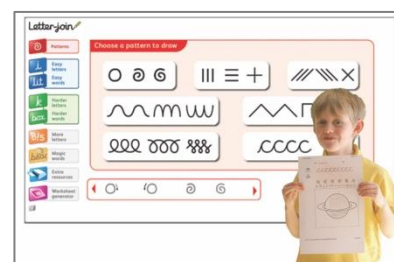 Letter-join
Choose a pattern to draw
Patterns
Easy
letters
Easy
words
Harder
letters
Harder
words
More
letters
Magic
words
Extra
resources
Worksheet
generator